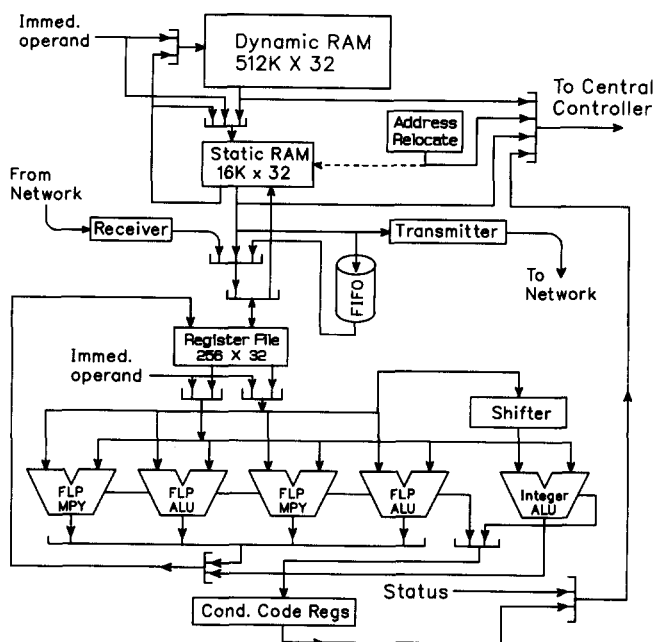 Immed.
operand
Dynamic RAM
512K X 32
To Central
Controller
Address
Relocate
Static RAM
16K x 32
From
Network
Receiver
Transmitter
FIFO
To
Network
Register File
256 X 32
Immed.
operand
Shifter
FLP
MPY
FLP
ALU
FLP
MPY
FLP
ALU
Integer
ALU
Status
Cond. Code Regs